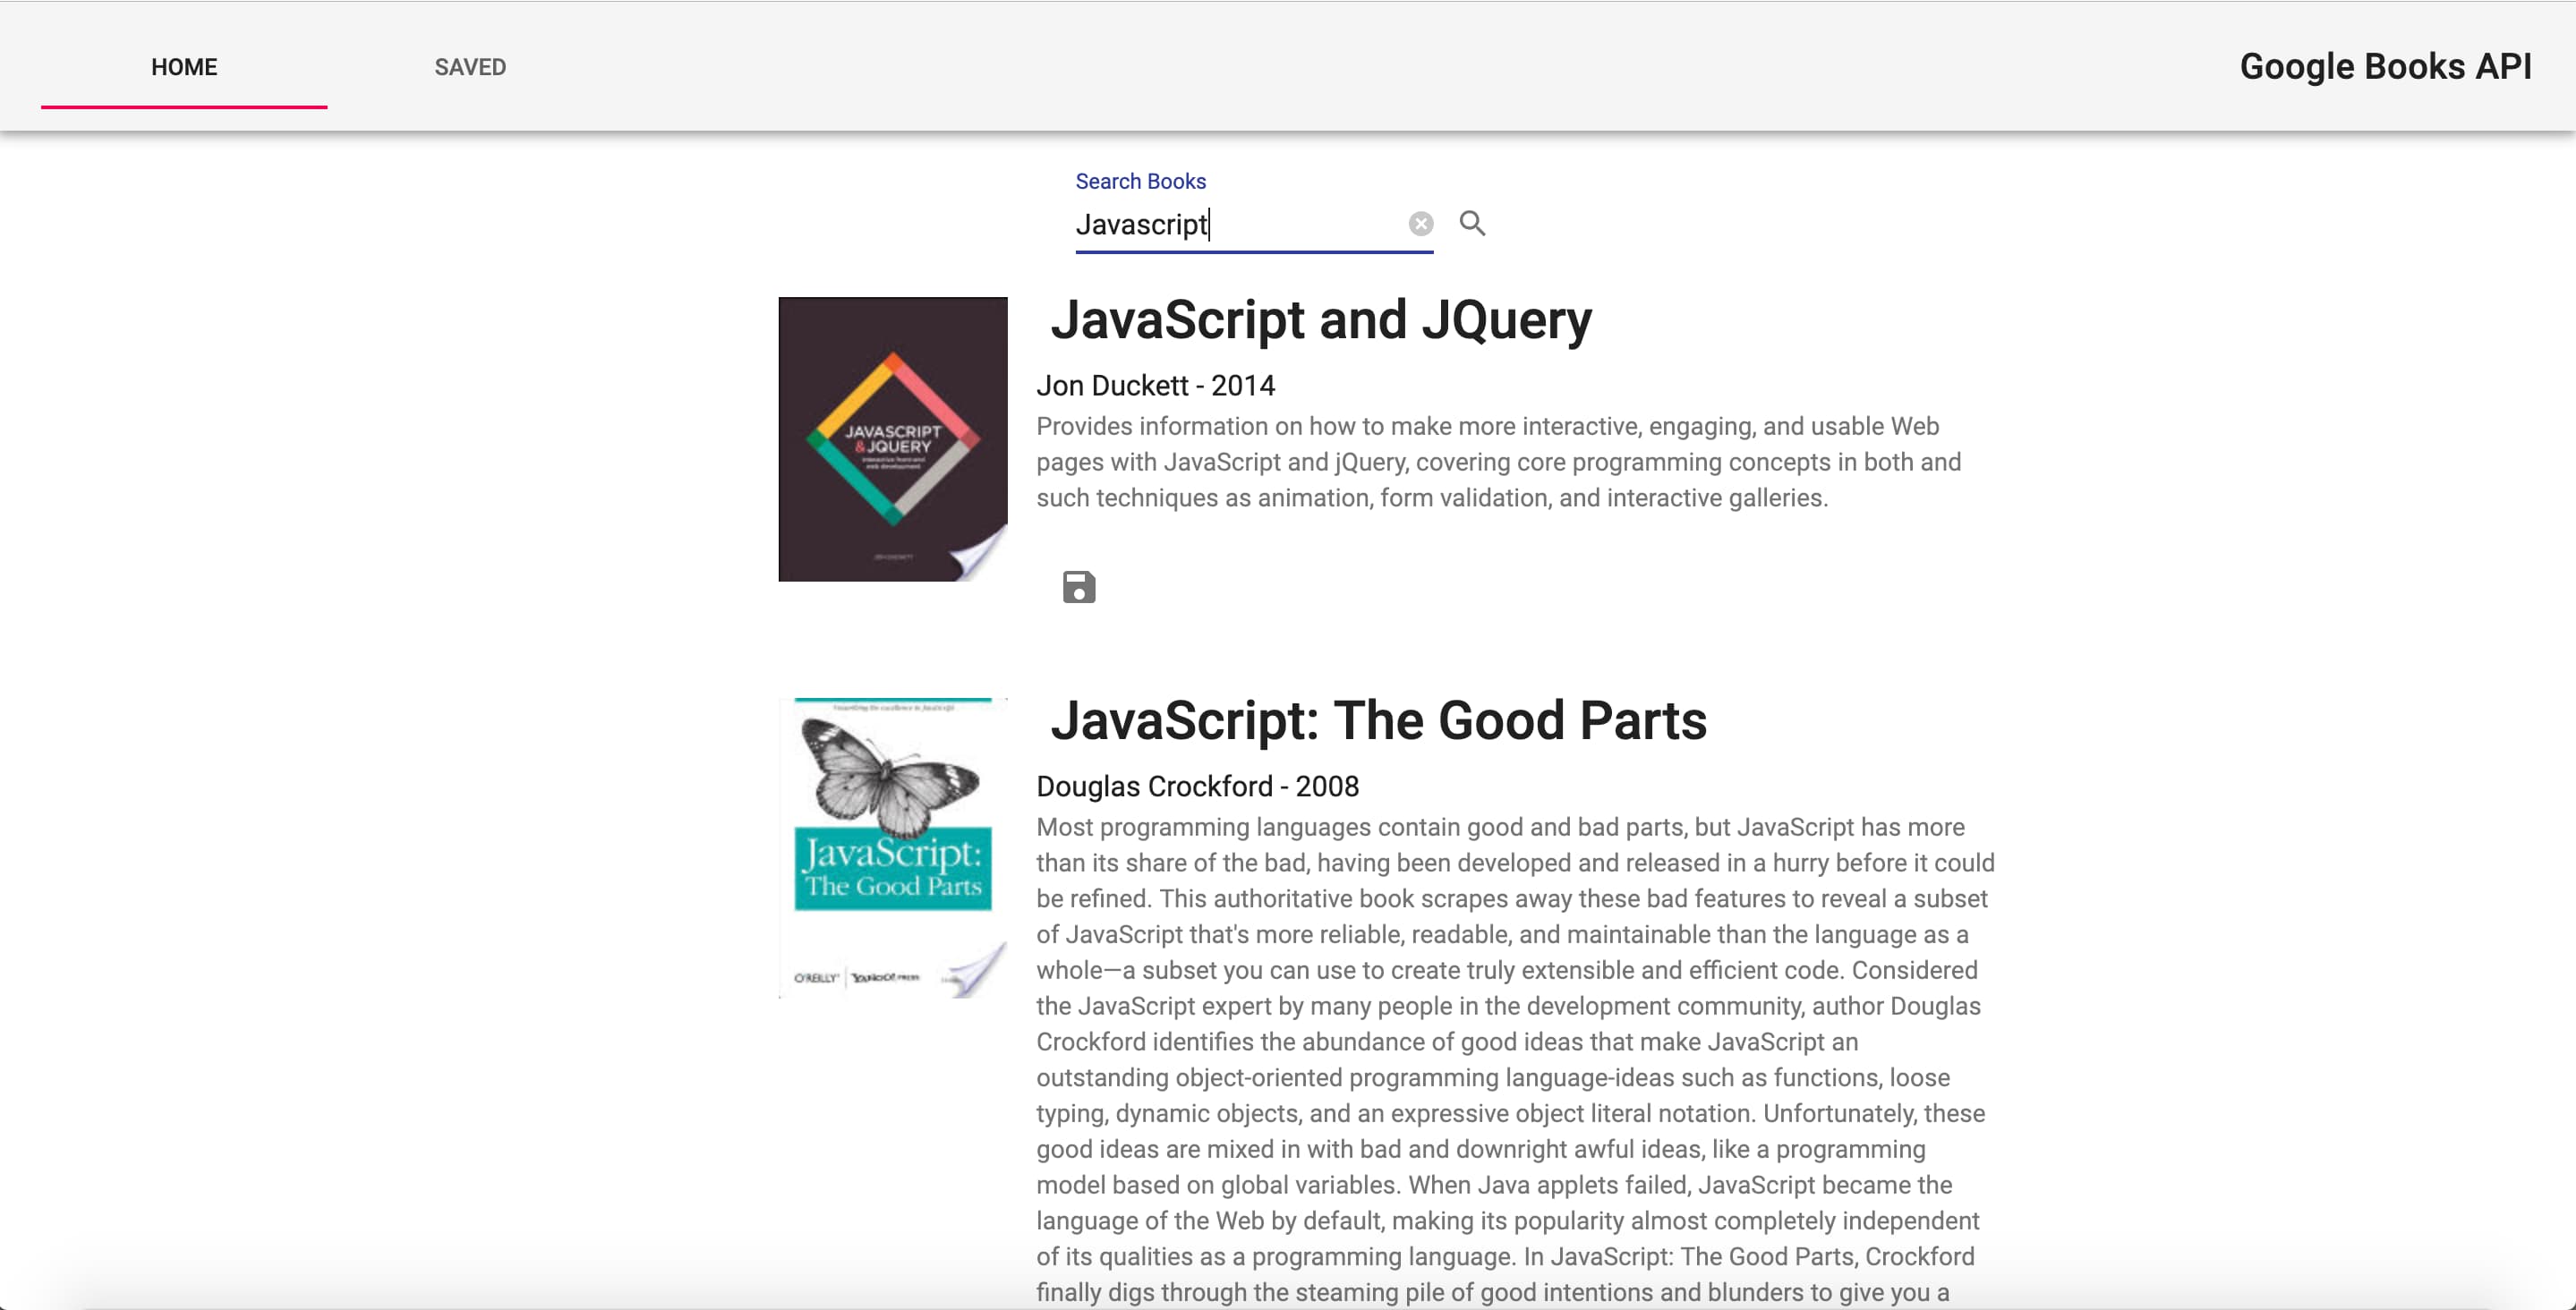 HOME
SAVED
Google Books API
Search Books
Javascript
JavaScript and JQuery
JAVASCRIPT
&JQUERY
interactive front-end
web development
Jon Duckett - 2014
Provides information on how to make more interactive, engaging, and usable Web
pages with JavaScript and jQuery, covering core programming concepts in both and
such techniques as animation, form validation, and interactive galleries.
JavaScript: The Good Parts
JavaScript:
The Good Parts
O'REILLY
YAHOO! PRESS
Douglas Crockford - 2008
Most programming languages contain good and bad parts, but JavaScript has more
than its share of the bad, having been developed and released in a hurry before it could
be refined. This authoritative book scrapes away these bad features to reveal a subset
of JavaScript that's more reliable, readable, and maintainable than the language as a
whole—a subset you can use to create truly extensible and efficient code. Considered
the JavaScript expert by many people in the development community, author Douglas
Crockford identifies the abundance of good ideas that make JavaScript an
outstanding object-oriented programming language-ideas such as functions, loose
typing, dynamic objects, and an expressive object literal notation. Unfortunately, these
good ideas are mixed in with bad and downright awful ideas, like a programming
model based on global variables. When Java applets failed, JavaScript became the
language of the Web by default, making its popularity almost completely independent
of its qualities as a programming language. In JavaScript: The Good Parts, Crockford
finally digs through the steaming pile of good intentions and blunders to give you a